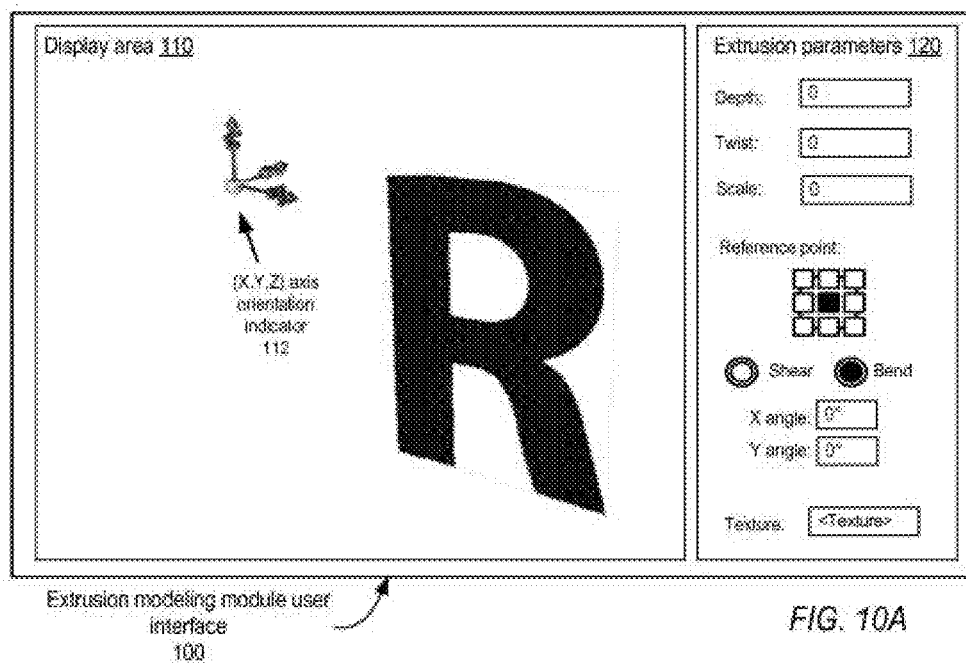 Display area 110
(X,Y,Z) axis
orientation
indicator
112
R
Extrusion parameters 120
Depth: 0
Twist: 0
Scale: 0
Reference point:
Shear Bend
X angle: 0°
Y angle: 0°
Texture: <Texture>
Extrusion modeling module user
interface
100
FIG. 10A